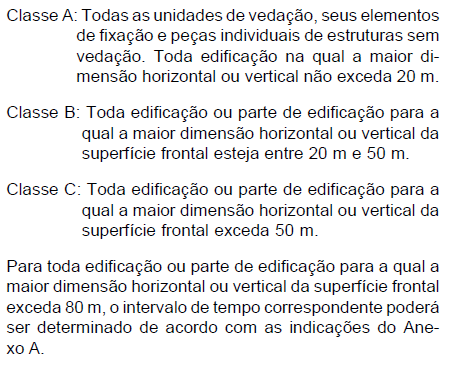 Classe A: Todas as unidades de vedação, seus elementos
de fixação e peças individuais de estruturas sem
vedação. Toda edificação na qual a maior di-
mensão horizontal ou vertical não exceda 20 m.
Classe B: Toda edificação ou parte de edificação para a
qual a maior dimensão horizontal ou vertical da
superfície frontal esteja entre 20 m e 50 m.
Classe C: Toda edificação ou parte de edificação para a
qual a maior dimensão horizontal ou vertical da
superfície frontal exceda 50 m.
Para toda edificação ou parte de edificação para a qual a
maior dimensão horizontal ou vertical da superfície frontal
exceda 80 m, o intervalo de tempo correspondente poderá
ser determinado de acordo com as indicações do Ane-
xo A.